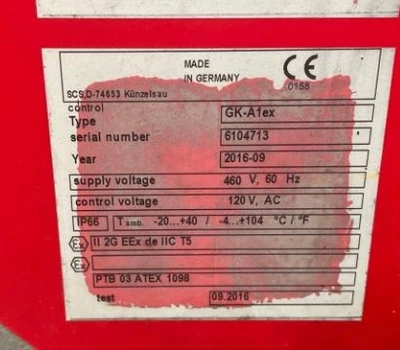 MADE
IN GERMANY
CE
0158
SCS,D-74653 Künzelsau
control
Type GK-A1ex
serial number 6104713
Year 2016-09
supply voltage 460 V, 60 Hz
control voltage 120 V, AC
IP66 Tamb. -20...+40 / -4...+104 °C / °F
Ex II 2G EEx de IIC T5
Ex
PTB 03 ATEX 1098
test 09.2016